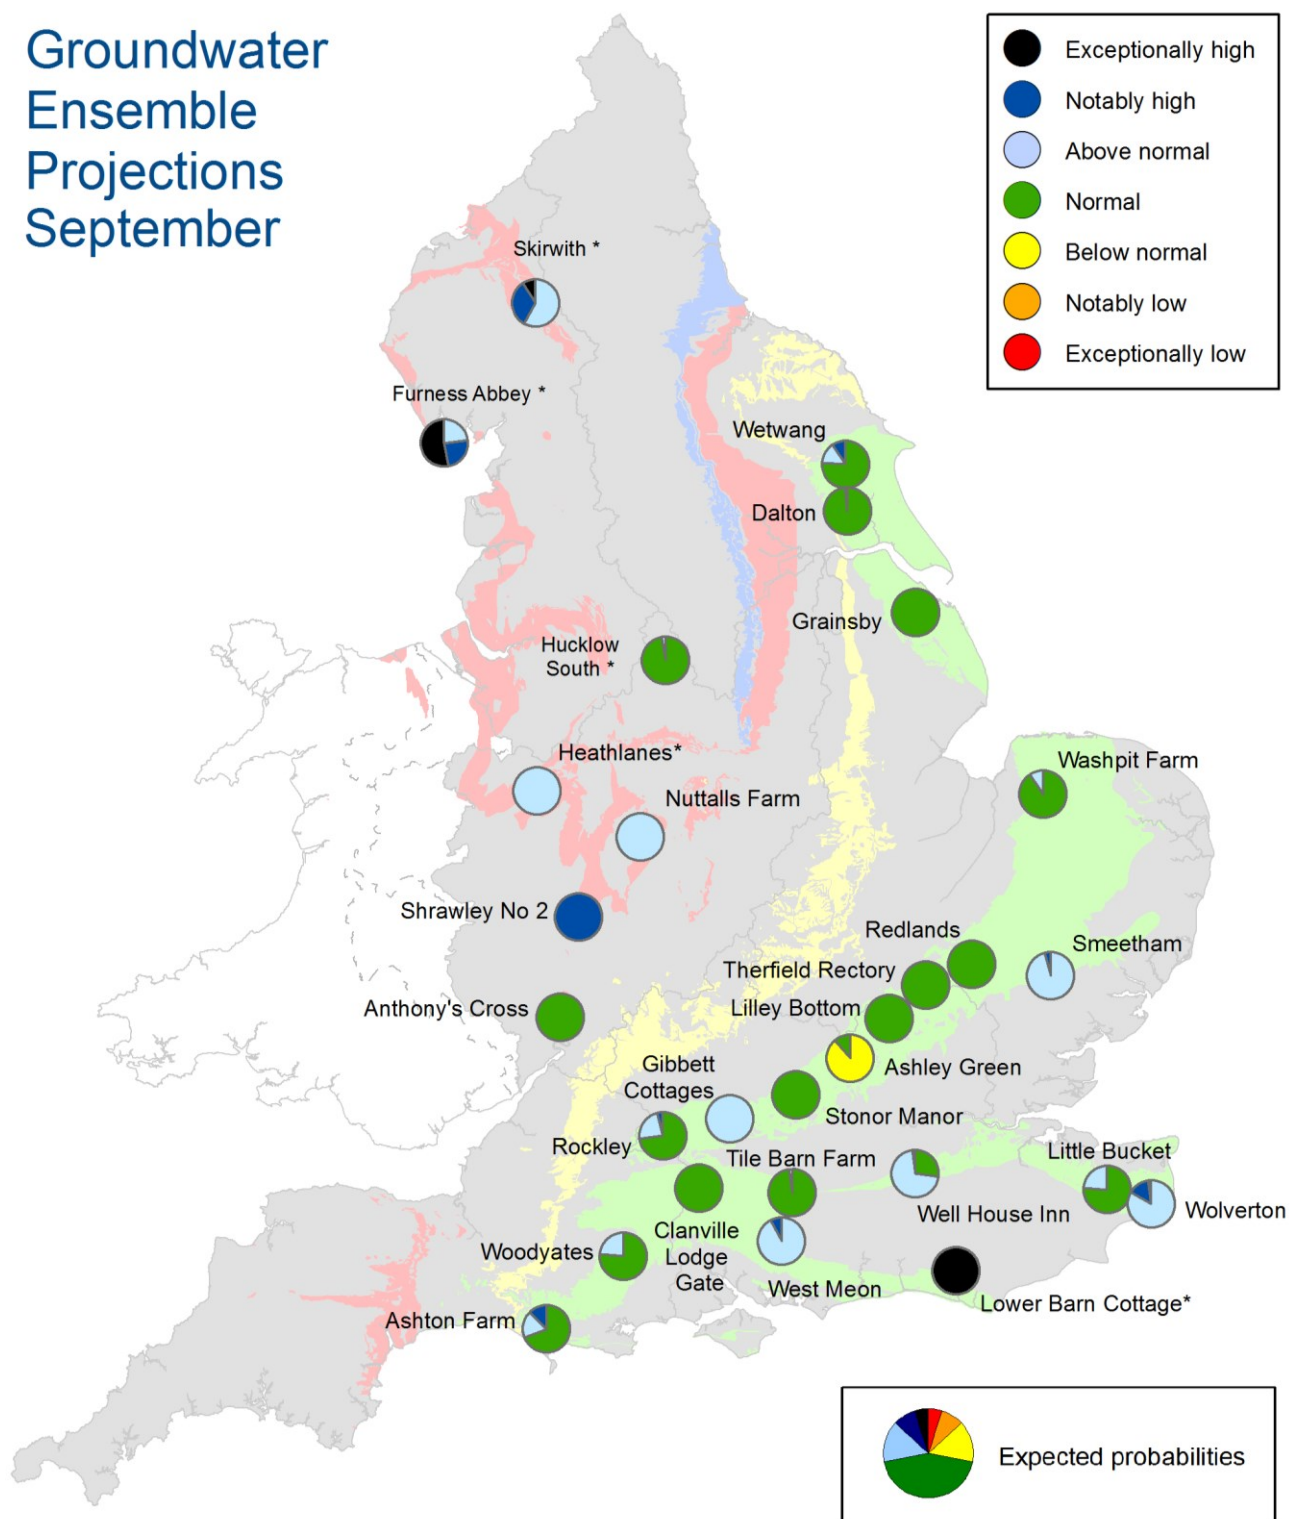 Groundwater
Ensemble
Projections
September
Exceptionally high
Notably high
Above normal
Normal
Below normal
Notably low
Exceptionally low
Skirwith *
Furness Abbey *
Wetwang
Dalton
Grainsby
Hucklow
South *
Heathlanes*
Nuttalls Farm
Washpit Farm
Shrawley No 2
Redlands
Smeetham
Therfield Rectory
Anthony's Cross
Lilley Bottom
Gibbett
Cottages
Ashley Green
Stonor Manor
Rockley
Tile Barn Farm
Little Bucket
Well House Inn
Wolverton
Clanville
Lodge
Gate
Woodyates
West Meon
Lower Barn Cottage*
Ashton Farm
Expected probabilities